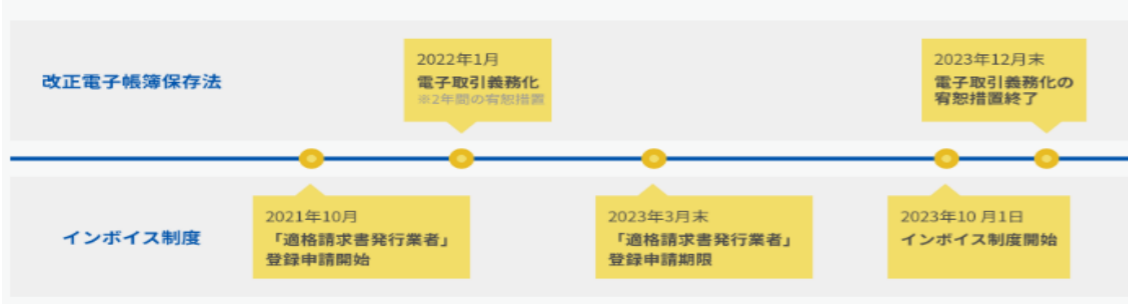 改正電子帳簿保存法
2022年1月
電子取引義務化
※2年間の宥恕措置
2023年12月末
電子取引義務化の
宥恕措置終了
インボイス制度
2021年10月
「適格請求書発行業者」
登録申請開始
2023年3月末
「適格請求書発行業者」
登録申請期限
2023年10月1日
インボイス制度開始